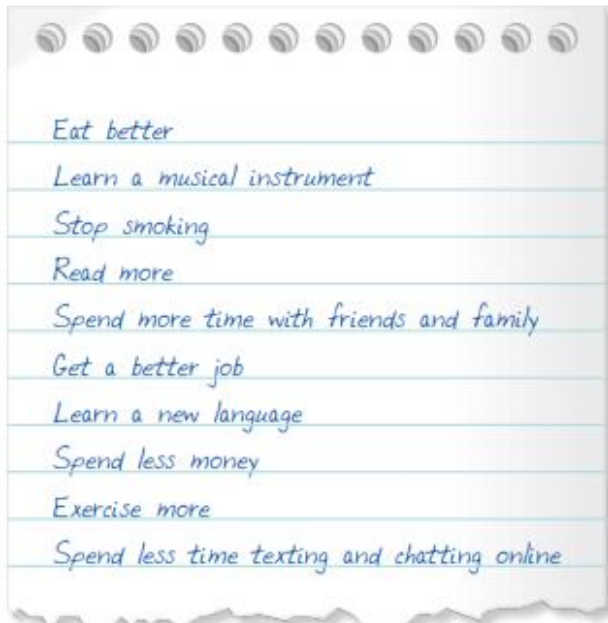 Eat better
Learn a musical instrument
Stop smoking
Read more
Spend more time with friends and family
Get a better job
Learn a new language
Spend less money
Exercise more
Spend less time texting and chatting online